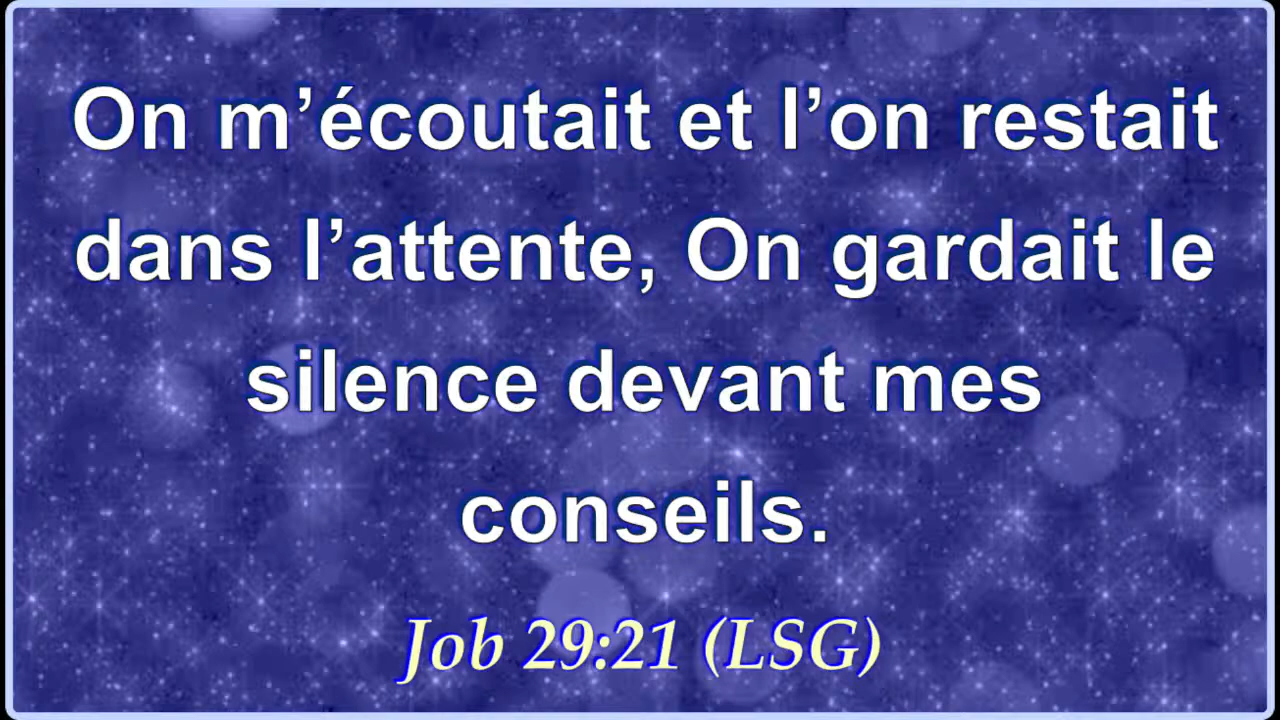 On m’écoutait et l’on restait
dans l’attente, On gardait le
silence devant mes
conseils.
Job 29:21 (LSG)